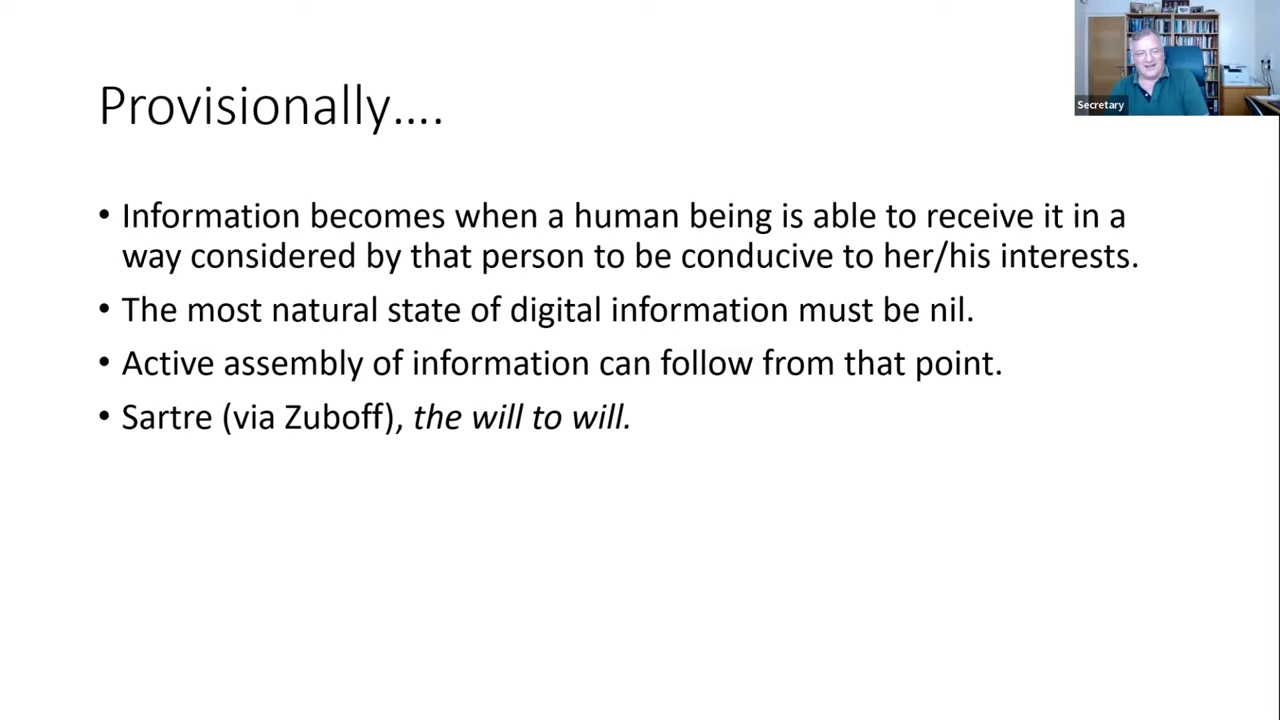 Provisionally....
• Information becomes when a human being is able to receive it in a
way considered by that person to be conducive to her/his interests.
• The most natural state of digital information must be nil.
• Active assembly of information can follow from that point.
• Sartre (via Zuboff), the will to will.
Secretary